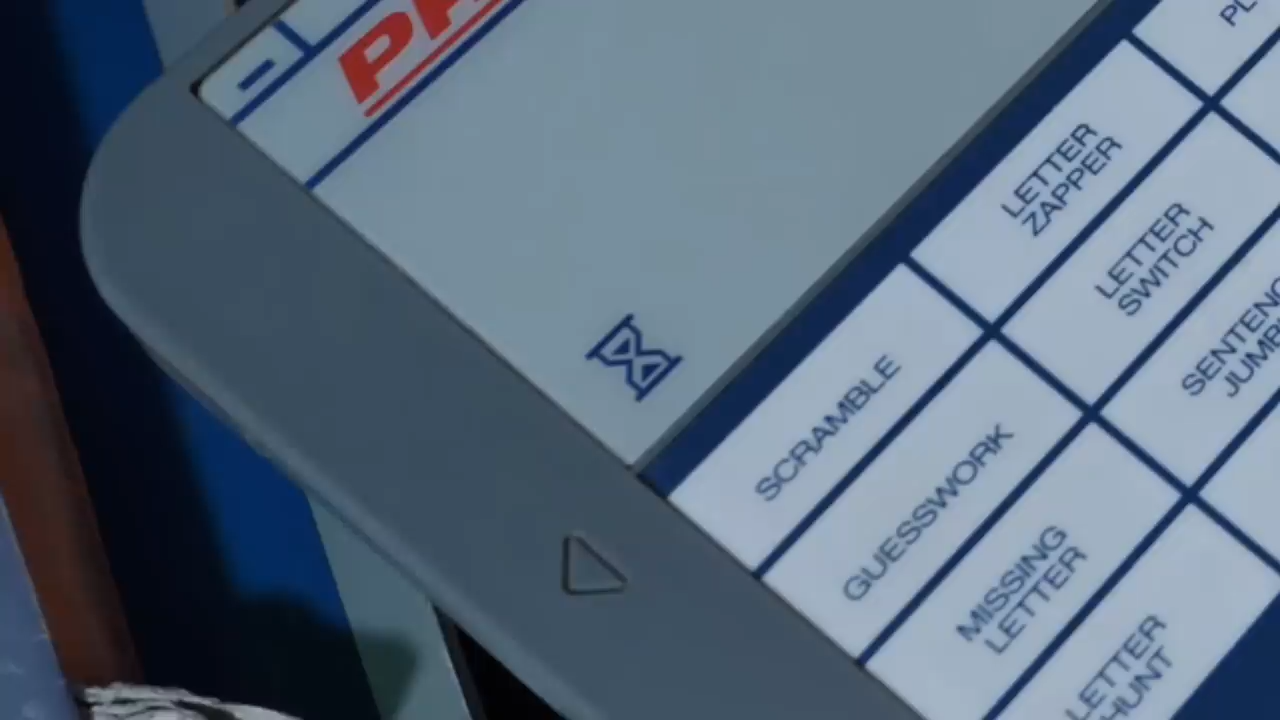 LETTER
ZAPPER
LETTER
SWITCH
SCRAMBLE
GUESSWORK
MISSING
LETTER
LETTER
HUNT